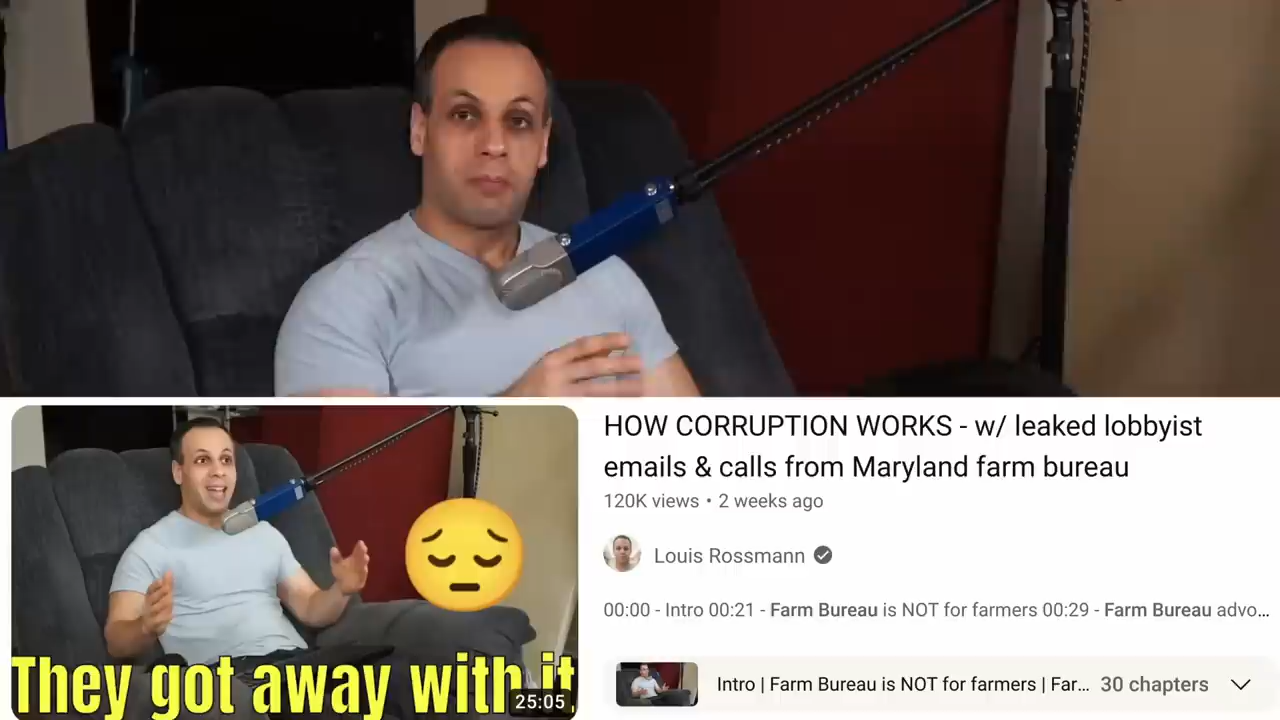 HOW CORRUPTION WORKS - w/ leaked lobbyist
emails & calls from Maryland farm bureau
120K views • 2 weeks ago
Louis Rossmann
00:00 - Intro 00:21 - Farm Bureau is NOT for farmers 00:29 - Farm Bureau advo...
Intro | Farm Bureau is NOT for farmers | Far... 30 chapters
They got away with it
25:05